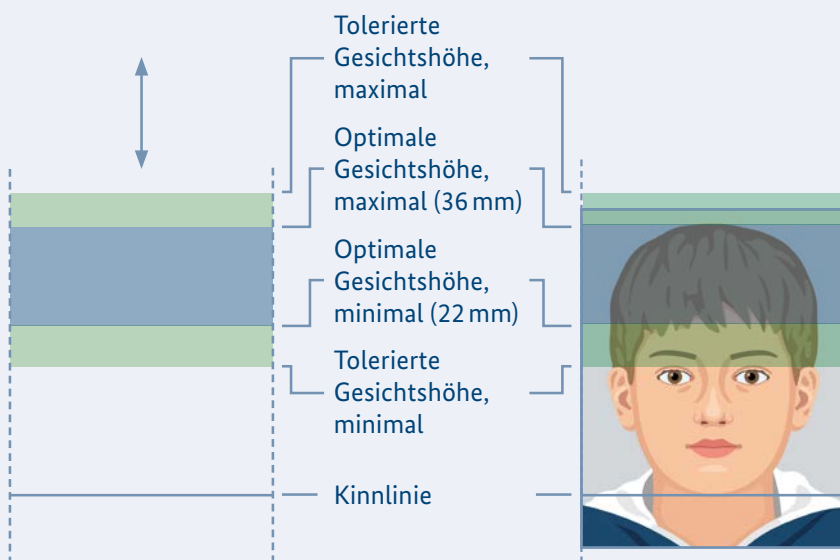 Tolerierte
Gesichtshöhe,
maximal
Optimale
Gesichtshöhe,
maximal (36 mm)
Optimale
Gesichtshöhe,
minimal (22 mm)
Tolerierte
Gesichtshöhe,
minimal
Kinnlinie